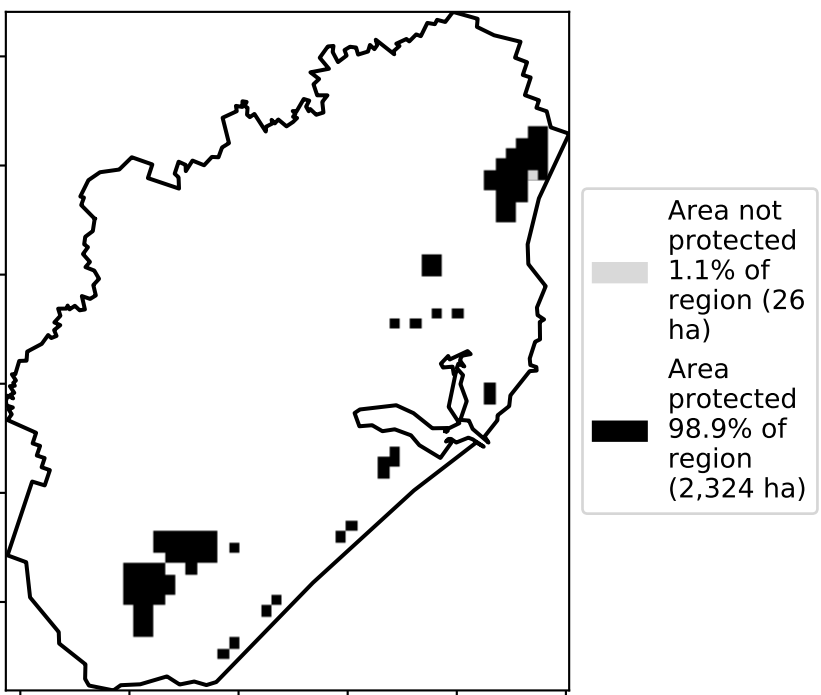 Area not
protected
1.1% of
region (26
ha)
Area
protected
98.9% of
region
(2,324 ha)